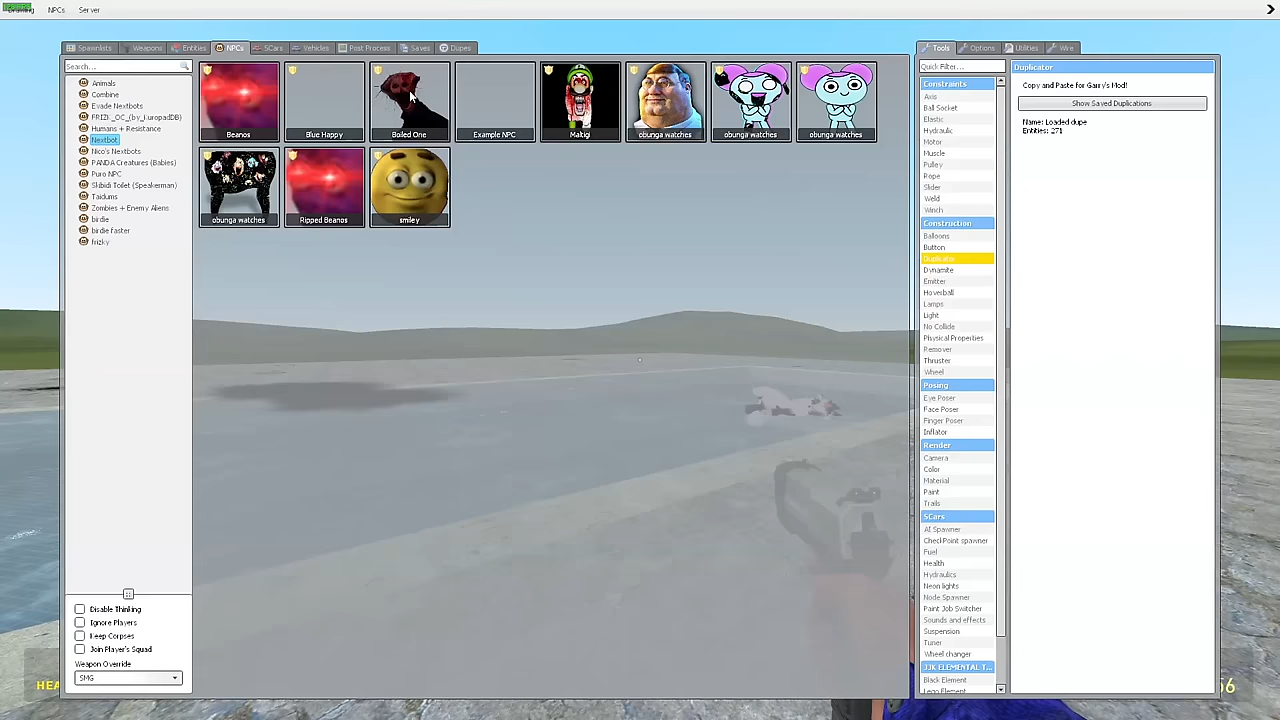 Drawing NPCs Server
Spawnlists Weapons Entities NPCs SCars Vehicles Post Process Saves Dupes
Search...
Animals
Combine
Evade Nextbots
Humans + Resistance
Nextbot
Nico's Nextbots
PANDA Creatures (Babies)
Puro NPC
Skibidi Toilet (Speakerman)
Taidums
Zombies + Enemy Aliens
birdie
birdie faster
frizky
Disable Thinking
Ignore Players
Keep Corpses
Join Player's Squad
Weapon Override
SMG
Beanos Blue Happy Boiled One Example NPC Maltigi obunga watches obunga watches obunga watches
obunga watches Ripped Beanos smiley
Tools Options Utilities Wire
Quick Filter...
Constraints
Axis
Ball Socket
Elastic
Hydraulic
Motor
Muscle
Pulley
Rope
Slider
Weld
Winch
Construction
Balloons
Button
Duplicator
Dynamite
Emitter
Hoverball
Lamps
Light
No Collide
Physical Properties
Remover
Thruster
Wheel
Posing
Eye Poser
Face Poser
Finger Poser
Inflator
Render
Camera
Color
Material
Paint
Trails
SCars
AI Spawner
CheckPoint spawner
Fuel
Health
Hydraulics
Neon lights
Node Spawner
Paint Job Switcher
Sounds and effects
Suspension
Tuner
Wheel changer
JJK ELEMENTAL T...
Black Element
Lego Element
Duplicator
Copy and Paste for Garry's Mod!
Show Saved Duplications
Name: Loaded dupe
Entities: 271
HEA